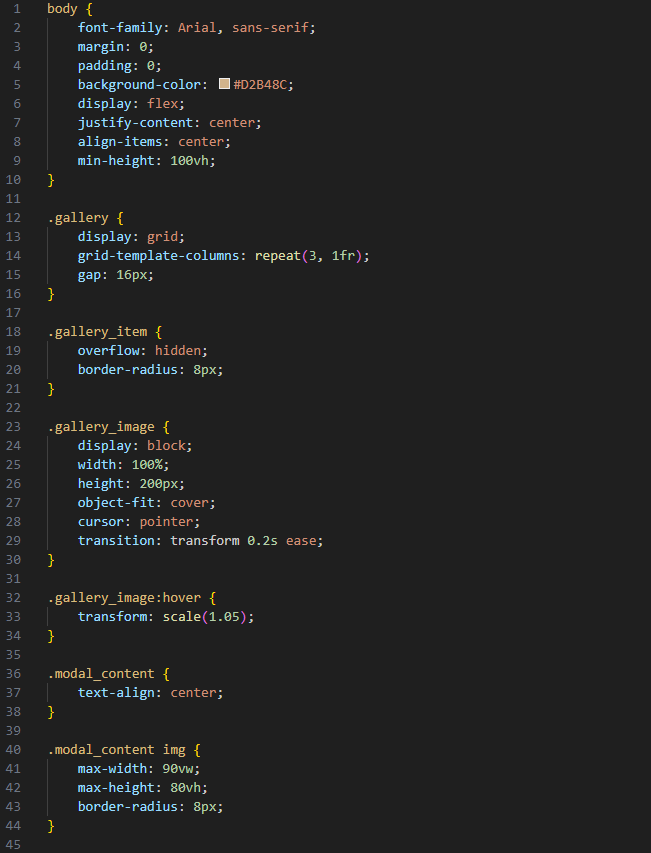 1 body {
2     font-family: Arial, sans-serif;
3     margin: 0;
4     padding: 0;
5     background-color: #D2B48C;
6     display: flex;
7     justify-content: center;
8     align-items: center;
9     min-height: 100vh;
10 }
11
12 .gallery {
13     display: grid;
14     grid-template-columns: repeat(3, 1fr);
15     gap: 16px;
16 }
17
18 .gallery_item {
19     overflow: hidden;
20     border-radius: 8px;
21 }
22
23 .gallery_image {
24     display: block;
25     width: 100%;
26     height: 200px;
27     object-fit: cover;
28     cursor: pointer;
29     transition: transform 0.2s ease;
30 }
31
32 .gallery_image:hover {
33     transform: scale(1.05);
34 }
35
36 .modal_content {
37     text-align: center;
38 }
39
40 .modal_content img {
41     max-width: 90vw;
42     max-height: 80vh;
43     border-radius: 8px;
44 }
45